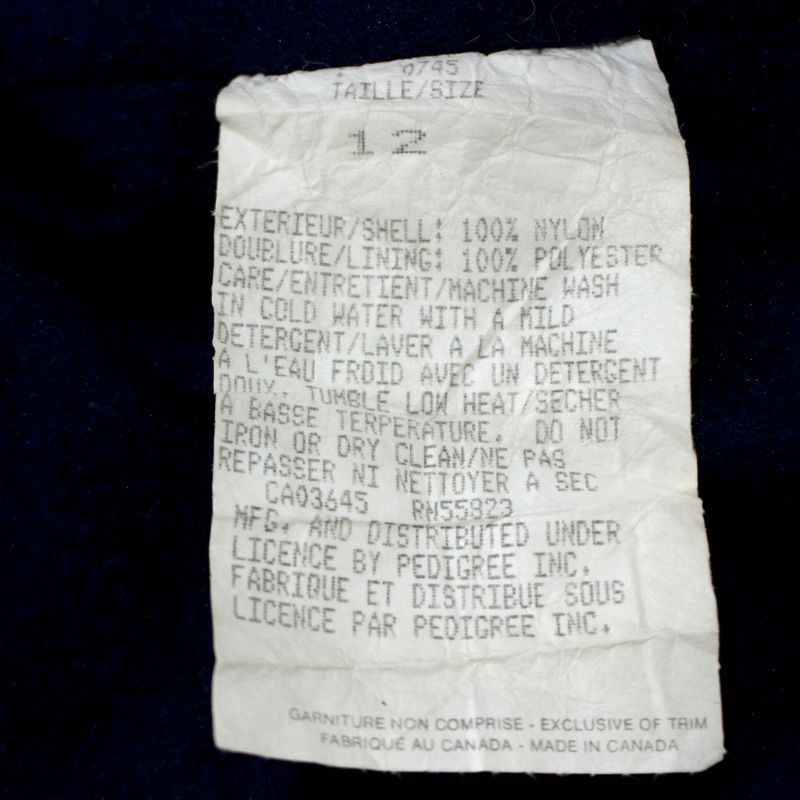 0745
TAILLE/SIZE
12
EXTERIEUR/SHELL: 100% NYLON
DOUBLURE/LINING: 100% POLYESTER
CARE/ENTRETIENT/MACHINE WASH
IN COLD WATER WITH A MILD
DETERGENT/LAVER A LA MACHINE
A L'EAU FROID AVEC UN DETERGENT
DOUX. TUMBLE LOW HEAT/SECHER
A BASSE TERPERATURE. DO NOT
IRON OR DRY CLEAN/NE PAS
REPASSER NI NETTOYER A SEC
CA03645 RN55823
MFG. AND DISTRIBUTED UNDER
LICENCE BY PEDIGREE INC.
FABRIQUE ET DISTRIBUE SOUS
LICENCE PAR PEDIGREE INC.
GARNITURE NON COMPRISE - EXCLUSIVE OF TRIM
FABRIQUÉ AU CANADA - MADE IN CANADA